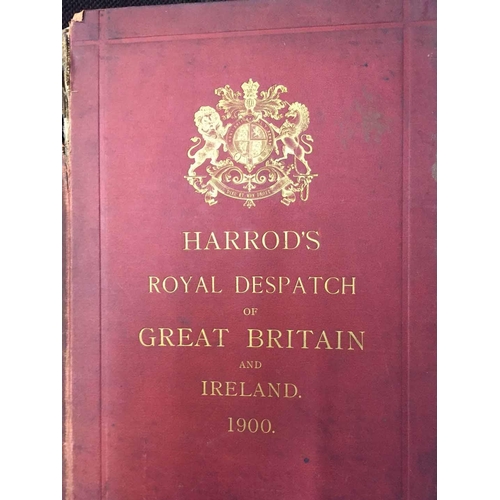 HARROD'S
ROYAL DESPATCH
OF
GREAT BRITAIN
AND
IRELAND.
1900.